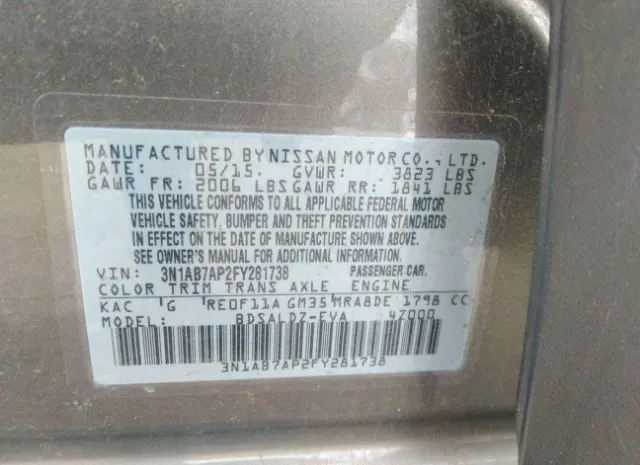 MANUFACTURED BY NISSAN MOTOR CO., LTD.
DATE: 05/15. GVWR: 3823 LBS
GAWR FR: 2006 LBS GAWR RR: 1841 LBS
THIS VEHICLE CONFORMS TO ALL APPLICABLE FEDERAL MOTOR
VEHICLE SAFETY, BUMPER AND THEFT PREVENTION STANDARDS
IN EFFECT ON THE DATE OF MANUFACTURE SHOWN ABOVE.
SEE OWNER'S MANUAL FOR ADDITIONAL INFORMATION.
VIN: 3N1AB7AP2FY281738 PASSENGER CAR.
COLOR TRIM TRANS AXLE ENGINE
KAC G RE0F11A GM35 MRA8DE 1798 CC
MODEL: BDSALDZ-EVA 4Z000
3N1AB7AP2FY281738